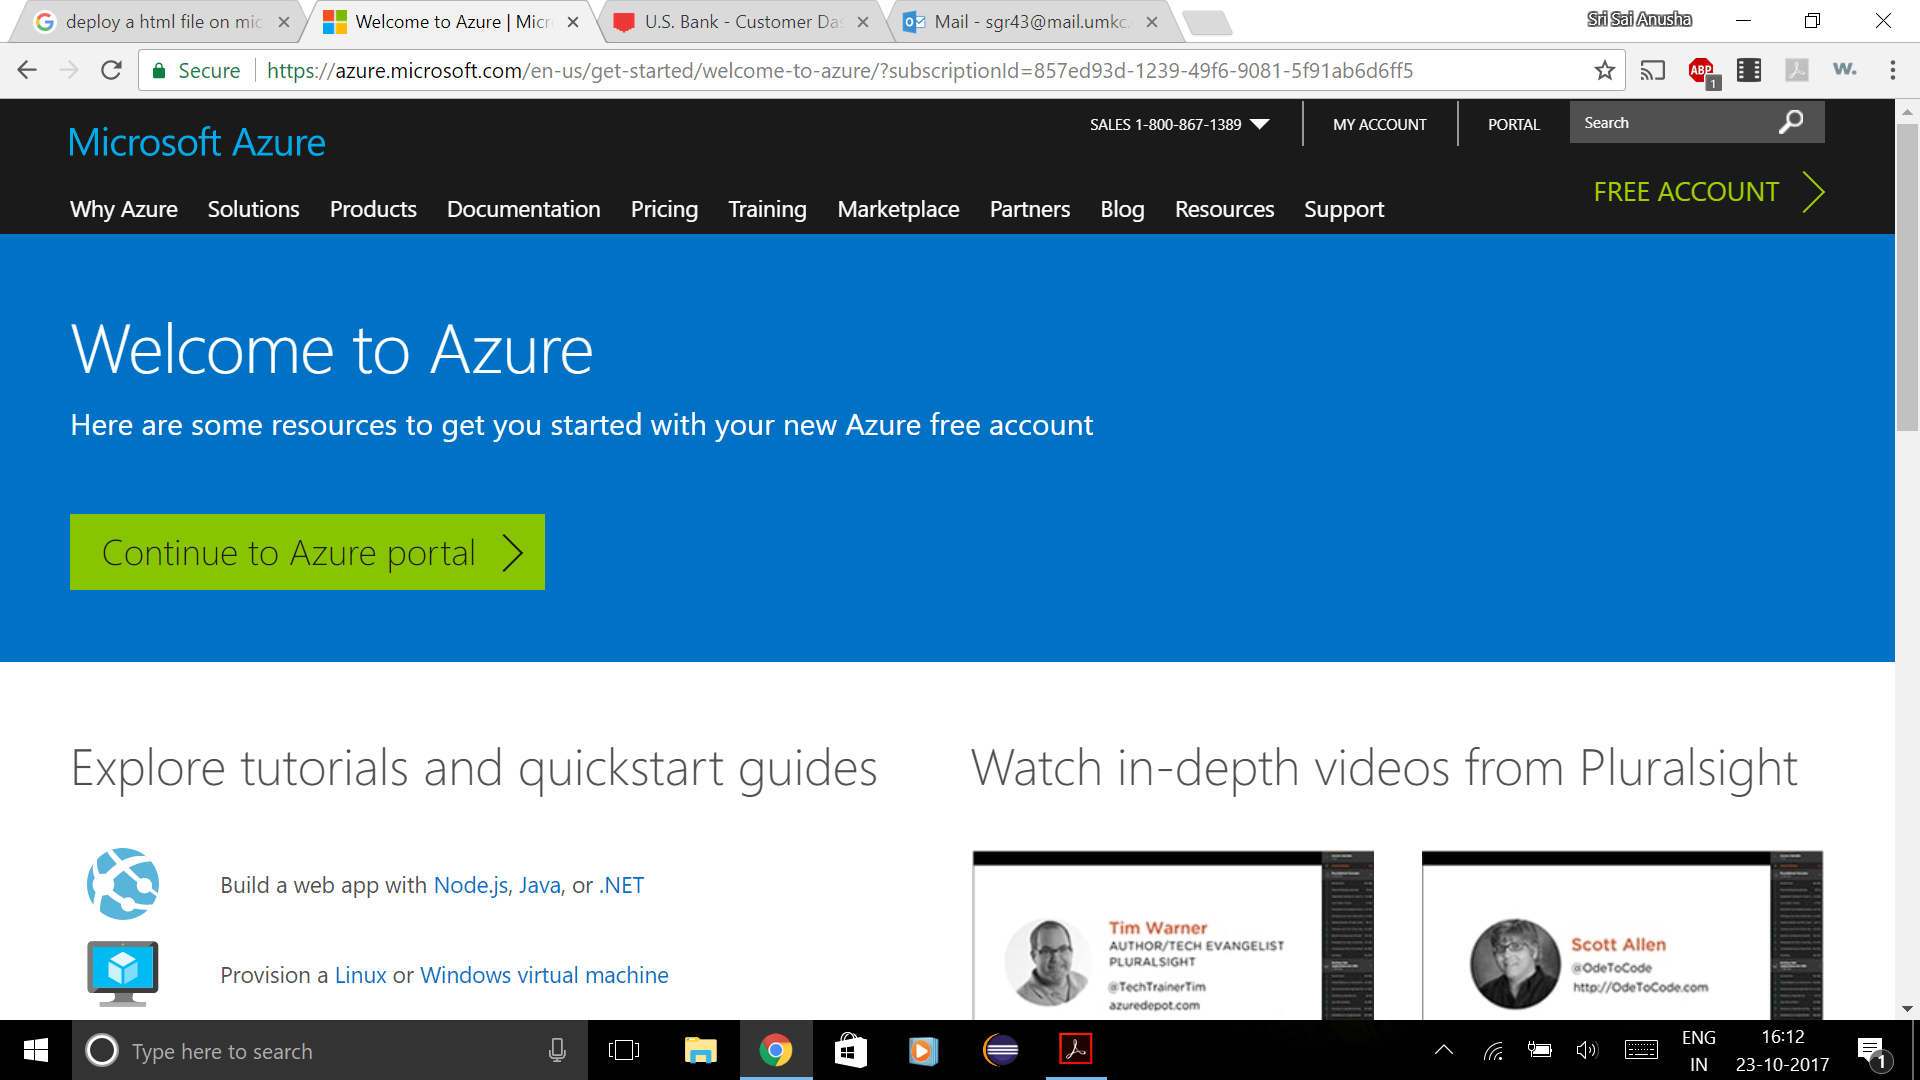 deploy a html file on mic
Welcome to Azure | Micr
U.S. Bank - Customer Da
Mail - sgr43@mail.umkc.
Sri Sai Anusha
Secure
https://azure.microsoft.com/en-us/get-started/welcome-to-azure/?subscriptionId=857ed93d-1239-49f6-9081-5f91ab6d6ff5
ABP
1
w.
Microsoft Azure
SALES 1-800-867-1389
MY ACCOUNT
PORTAL
Search
FREE ACCOUNT
Why Azure Solutions Products Documentation Pricing Training Marketplace Partners Blog Resources Support
Welcome to Azure
Here are some resources to get you started with your new Azure free account
Continue to Azure portal
Explore tutorials and quickstart guides
Build a web app with Node.js, Java, or .NET
Provision a Linux or Windows virtual machine
Watch in-depth videos from Pluralsight
Tim Warner
AUTHOR/TECH EVANGELIST
PLURALSIGHT
@TechTrainerTim
azuredepot.com
Scott Allen
@OdeToCode
http://OdeToCode.com
Type here to search
ENG
IN
16:12
23-10-2017
1